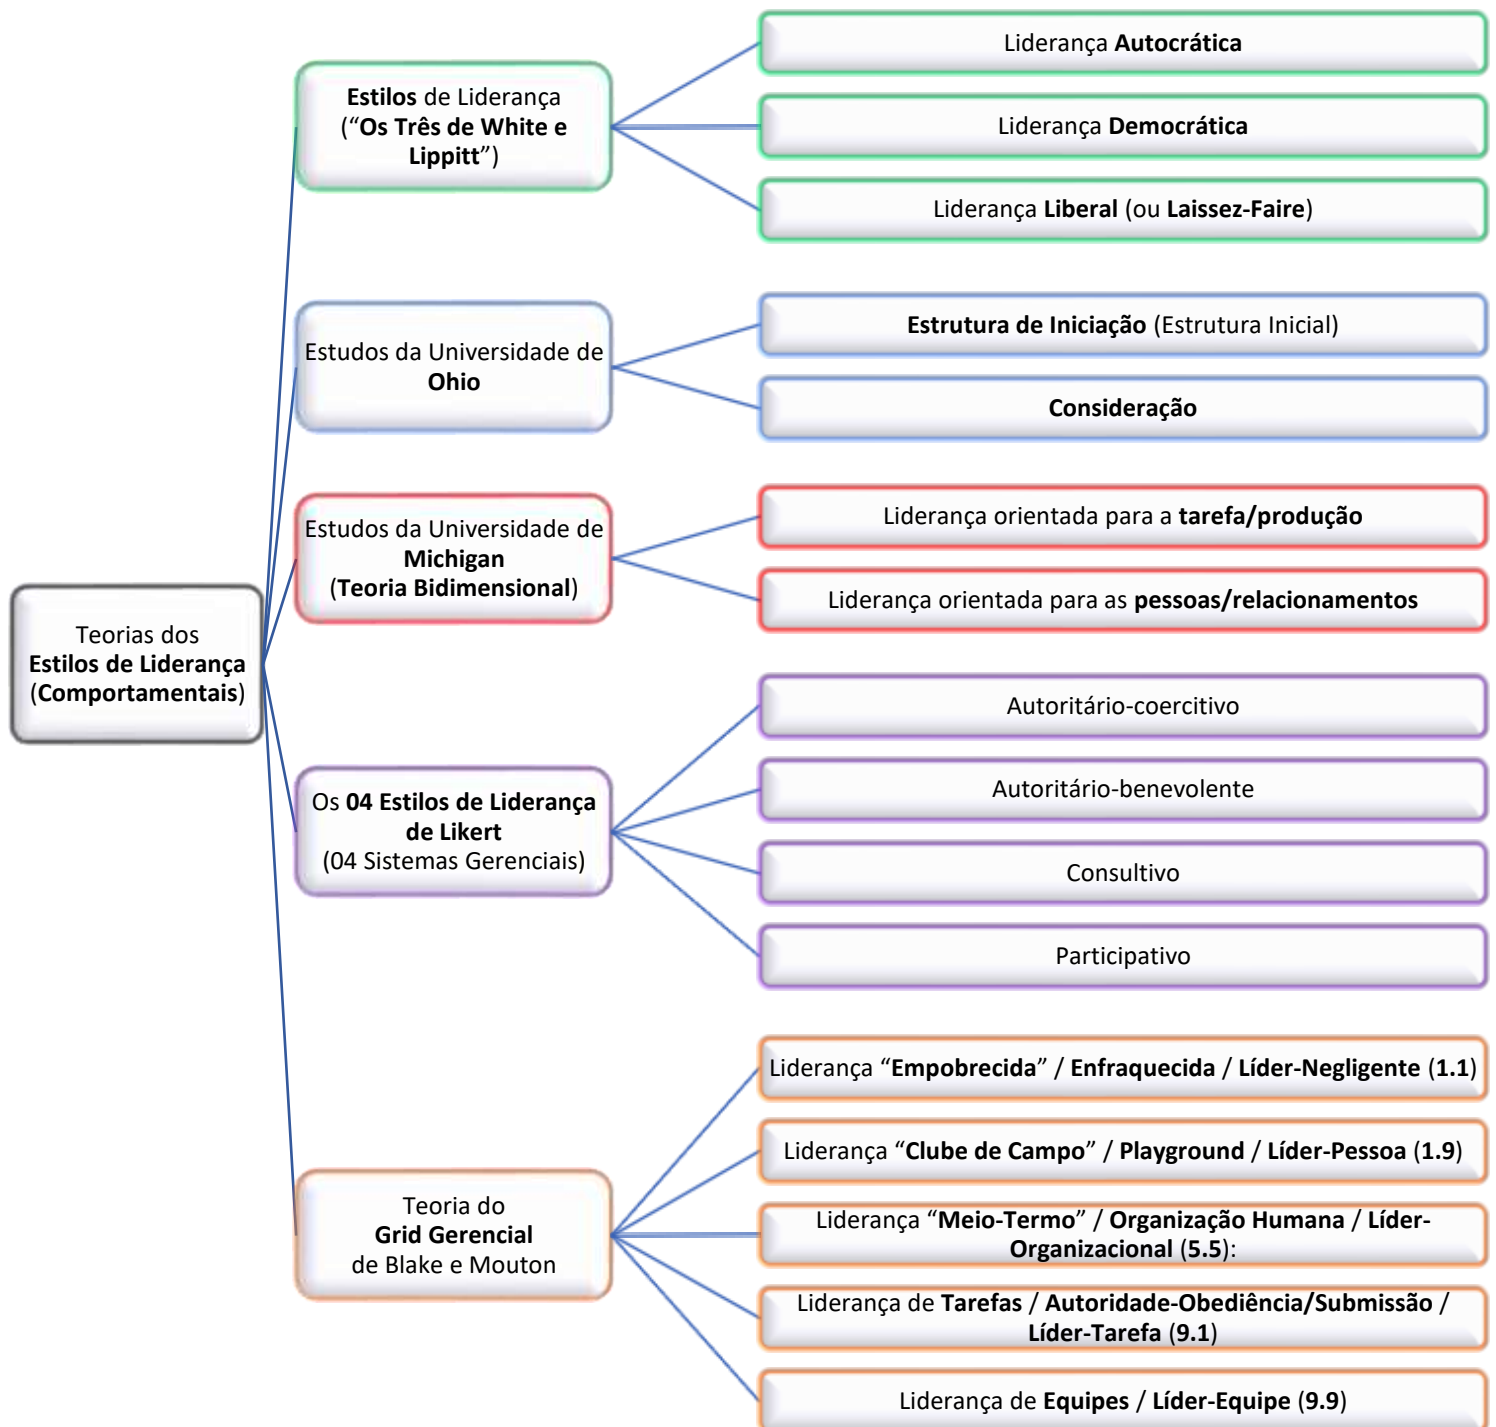 Teorias dos
Estilos de Liderança
(Comportamentais)
Estilos de Liderança
(“Os Três de White e
Lippitt”)
Liderança Autocrática
Liderança Democrática
Liderança Liberal (ou Laissez-Faire)
Estudos da Universidade de
Ohio
Estrutura de Iniciação (Estrutura Inicial)
Consideração
Estudos da Universidade de
Michigan
(Teoria Bidimensional)
Liderança orientada para a tarefa/produção
Liderança orientada para as pessoas/relacionamentos
Os 04 Estilos de Liderança
de Likert
(04 Sistemas Gerenciais)
Autoritário-coercitivo
Autoritário-benevolente
Consultivo
Participativo
Teoria do
Grid Gerencial
de Blake e Mouton
Liderança “Empobrecida” / Enfraquecida / Líder-Negligente (1.1)
Liderança “Clube de Campo” / Playground / Líder-Pessoa (1.9)
Liderança “Meio-Termo” / Organização Humana / Líder-
Organizacional (5.5):
Liderança de Tarefas / Autoridade-Obediência/Submissão /
Líder-Tarefa (9.1)
Liderança de Equipes / Líder-Equipe (9.9)